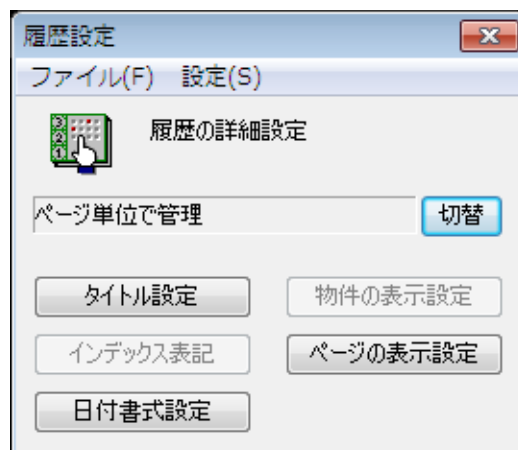 履歴設定
ファイル(F) 設定(S)
3
2
1
履歴の詳細設定
ページ単位で管理 切替
タイトル設定 物件の表示設定
インデックス表記 ページの表示設定
日付書式設定